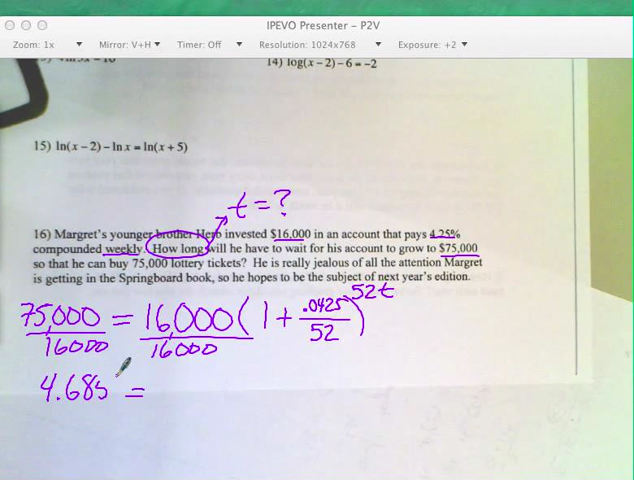 IPEVO Presenter – P2V
Zoom: 1x Mirror: V+H Timer: Off Resolution: 1024x768 Exposure: +2
14) log(x − 2) − 6 = −2
15) ln(x − 2) − ln x = ln(x + 5)
t = ?
16) Margret's younger brother Hero invested $16,000 in an account that pays 4.25%
compounded weekly. How long will he have to wait for his account to grow to $75,000
so that he can buy 75,000 lottery tickets? He is really jealous of all the attention Margret
is getting in the Springboard book, so he hopes to be the subject of next year's edition.
75,000 = 16,000 ( 1 + .0425 ) 52t
16000 16000 52
4.685 =